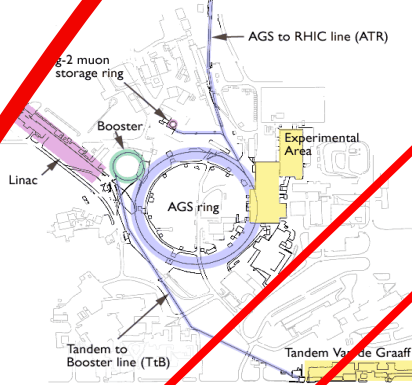 AGS to RHIC line (ATR)
g-2 muon
storage ring
Booster
Experimental
Area
Linac
AGS ring
Tandem to
Booster line (TtB)
Tandem Van de Graaff